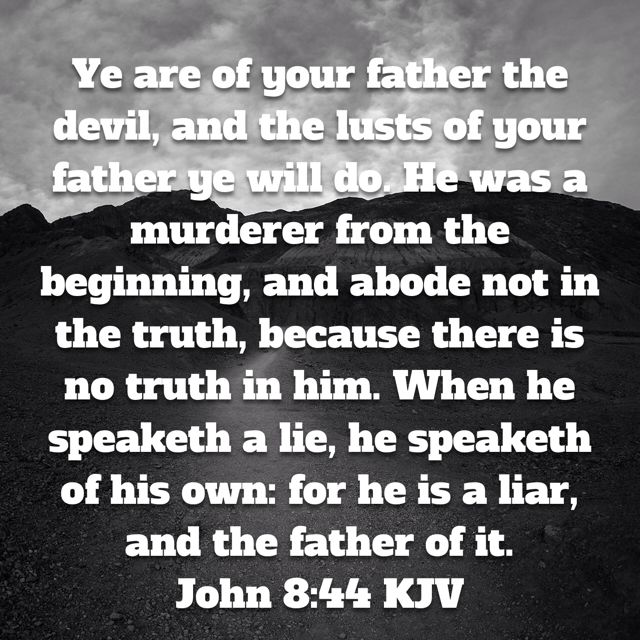 Ye are of your father the
devil, and the lusts of your
father ye will do. He was a
murderer from the
beginning, and abode not in
the truth, because there is
no truth in him. When he
speaketh a lie, he speaketh
of his own: for he is a liar,
and the father of it.
John 8:44 KJV